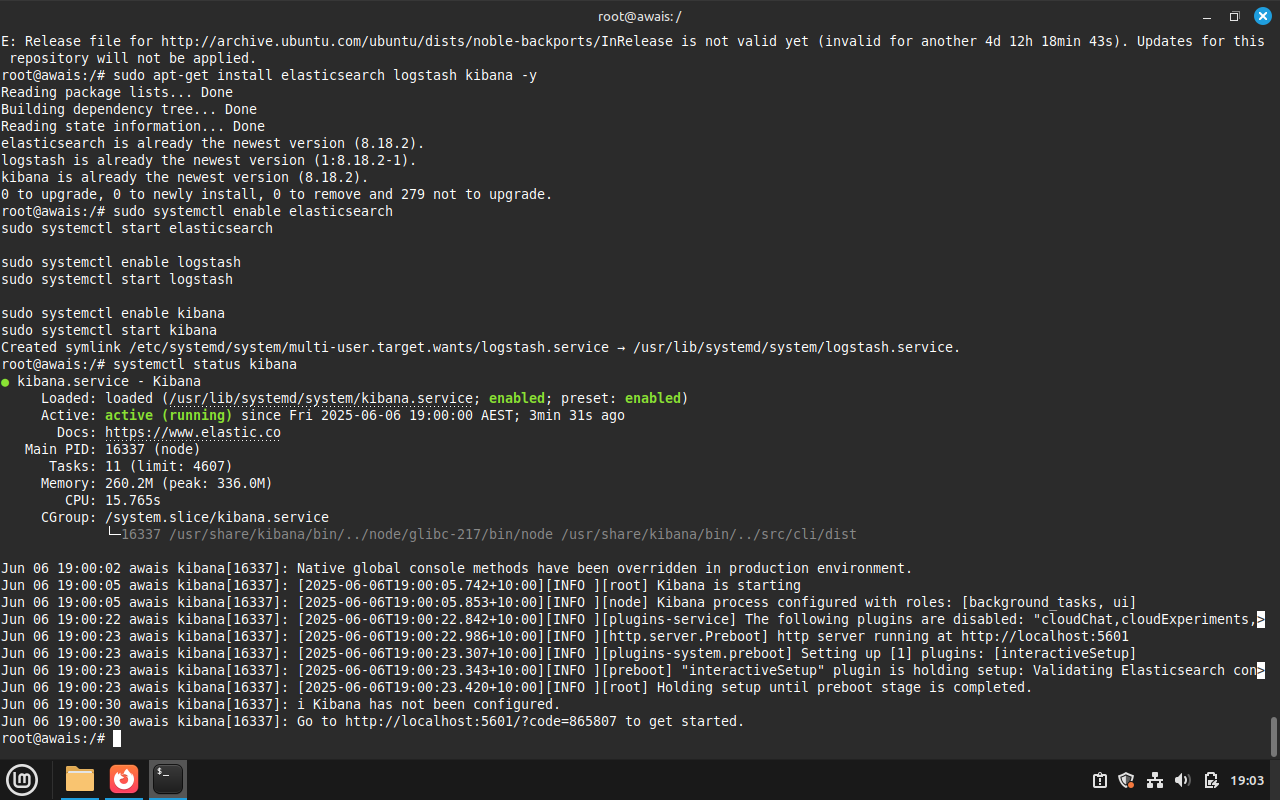 root@awais: /
E: Release file for http://archive.ubuntu.com/ubuntu/dists/noble-backports/InRelease is not valid yet (invalid for another 4d 12h 18min 43s). Updates for this
 repository will not be applied.
root@awais:/# sudo apt-get install elasticsearch logstash kibana -y
Reading package lists... Done
Building dependency tree... Done
Reading state information... Done
elasticsearch is already the newest version (8.18.2).
logstash is already the newest version (1:8.18.2-1).
kibana is already the newest version (8.18.2).
0 to upgrade, 0 to newly install, 0 to remove and 279 not to upgrade.
root@awais:/# sudo systemctl enable elasticsearch
sudo systemctl start elasticsearch
sudo systemctl enable logstash
sudo systemctl start logstash
sudo systemctl enable kibana
sudo systemctl start kibana
Created symlink /etc/systemd/system/multi-user.target.wants/logstash.service → /usr/lib/systemd/system/logstash.service.
root@awais:/# systemctl status kibana
● kibana.service - Kibana
     Loaded: loaded (/usr/lib/systemd/system/kibana.service; enabled; preset: enabled)
     Active: active (running) since Fri 2025-06-06 19:00:00 AEST; 3min 31s ago
       Docs: https://www.elastic.co
   Main PID: 16337 (node)
      Tasks: 11 (limit: 4607)
     Memory: 260.2M (peak: 336.0M)
        CPU: 15.765s
     CGroup: /system.slice/kibana.service
             └─16337 /usr/share/kibana/bin/../node/glibc-217/bin/node /usr/share/kibana/bin/../src/cli/dist
Jun 06 19:00:02 awais kibana[16337]: Native global console methods have been overridden in production environment.
Jun 06 19:00:05 awais kibana[16337]: [2025-06-06T19:00:05.742+10:00][INFO ][root] Kibana is starting
Jun 06 19:00:05 awais kibana[16337]: [2025-06-06T19:00:05.853+10:00][INFO ][node] Kibana process configured with roles: [background_tasks, ui]
Jun 06 19:00:22 awais kibana[16337]: [2025-06-06T19:00:22.842+10:00][INFO ][plugins-service] The following plugins are disabled: "cloudChat,cloudExperiments,>
Jun 06 19:00:23 awais kibana[16337]: [2025-06-06T19:00:22.986+10:00][INFO ][http.server.Preboot] http server running at http://localhost:5601
Jun 06 19:00:23 awais kibana[16337]: [2025-06-06T19:00:23.307+10:00][INFO ][plugins-system.preboot] Setting up [1] plugins: [interactiveSetup]
Jun 06 19:00:23 awais kibana[16337]: [2025-06-06T19:00:23.343+10:00][INFO ][preboot] "interactiveSetup" plugin is holding setup: Validating Elasticsearch con>
Jun 06 19:00:23 awais kibana[16337]: [2025-06-06T19:00:23.420+10:00][INFO ][root] Holding setup until preboot stage is completed.
Jun 06 19:00:30 awais kibana[16337]: i Kibana has not been configured.
Jun 06 19:00:30 awais kibana[16337]: Go to http://localhost:5601/?code=865807 to get started.
root@awais:/#
19:03